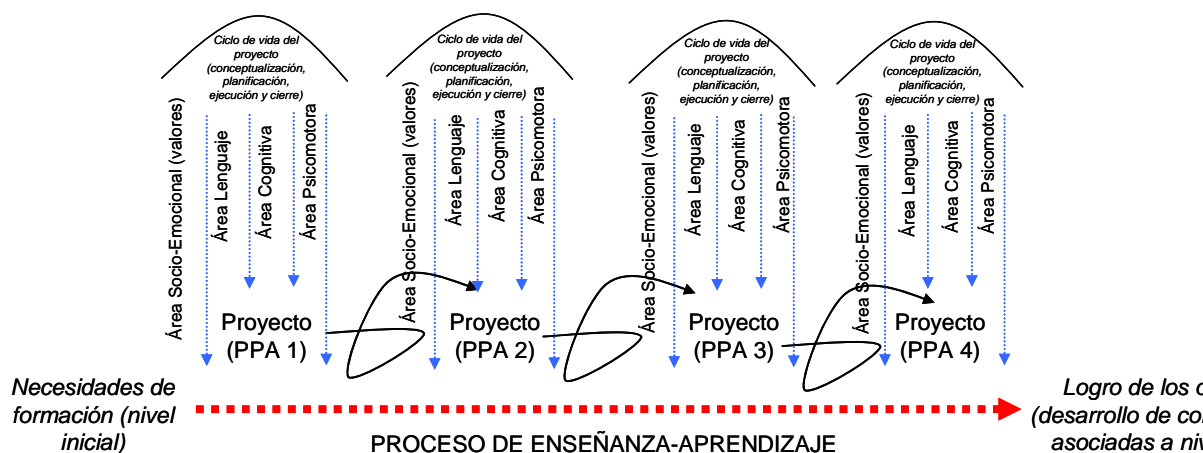 Ciclo de vida del
proyecto
(conceptualización,
planificación,
ejecución y cierre)
Área Socio-Emocional (valores)
Área Lenguaje
Área Cognitiva
Área Psicomotora
Proyecto
(PPA 1)
Ciclo de vida del
proyecto
(conceptualización,
planificación,
ejecución y cierre)
Área Socio-Emocional (valores)
Área Lenguaje
Área Cognitiva
Área Psicomotora
Proyecto
(PPA 2)
Ciclo de vida del
proyecto
(conceptualización,
planificación,
ejecución y cierre)
Área Socio-Emocional (valores)
Área Lenguaje
Área Cognitiva
Área Psicomotora
Proyecto
(PPA 3)
Ciclo de vida del
proyecto
(conceptualización,
planificación,
ejecución y cierre)
Área Socio-Emocional (valores)
Área Lenguaje
Área Cognitiva
Área Psicomotora
Proyecto
(PPA 4)
Necesidades de
formación (nivel
inicial)
PROCESO DE ENSEÑANZA-APRENDIZAJE
Logro de los
(desarrollo de
asociadas a